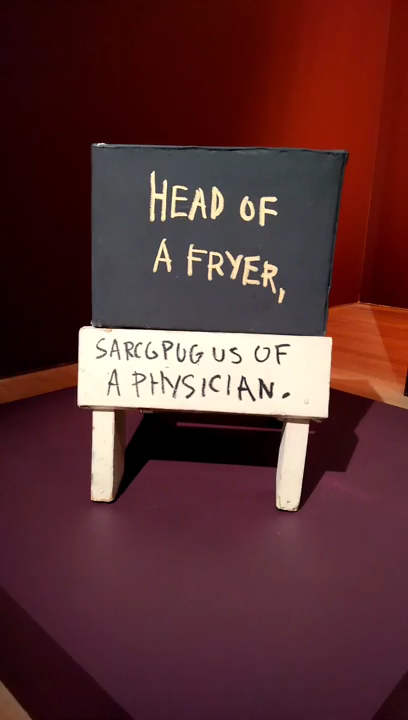 HEAD OF
A FRYER,
SARCGPUGUS OF
A PHYSICIAN.